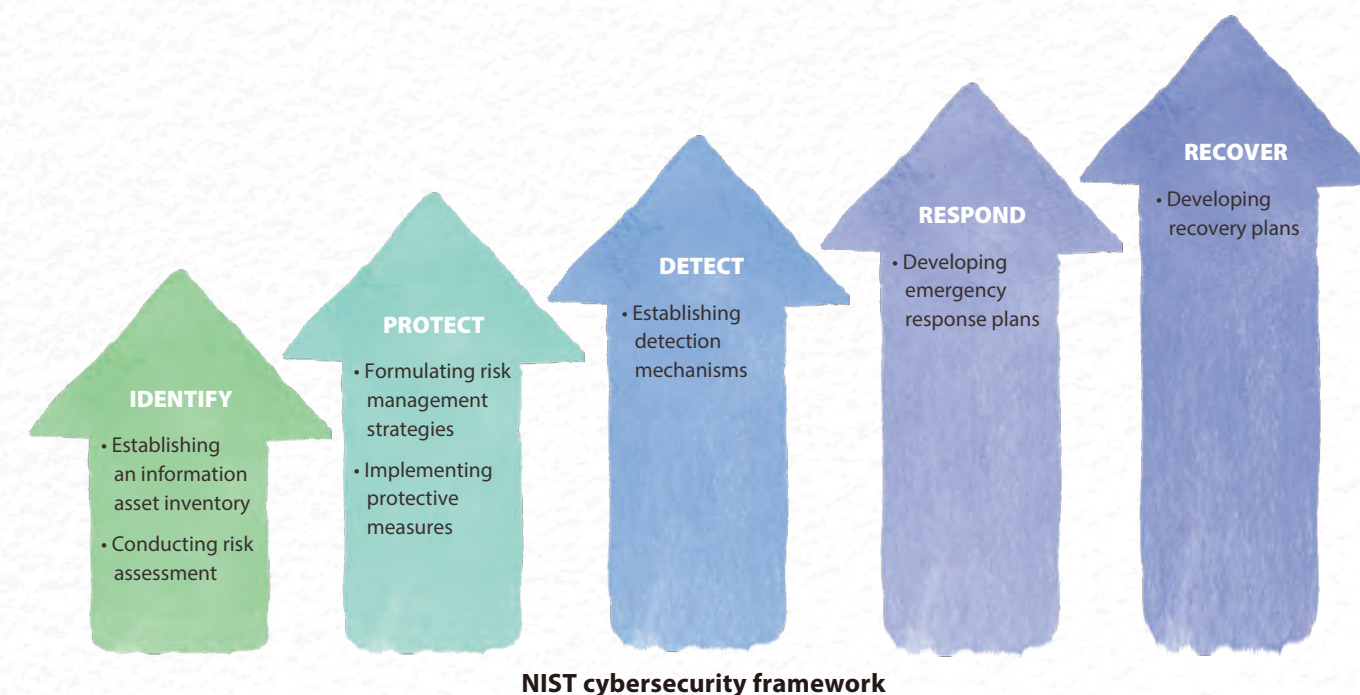 IDENTIFY
• Establishing
an information
asset inventory
• Conducting risk
assessment
PROTECT
• Formulating risk
management
strategies
• Implementing
protective
measures
DETECT
• Establishing
detection
mechanisms
RESPOND
• Developing
emergency
response plans
RECOVER
• Developing
recovery plans
NIST cybersecurity framework